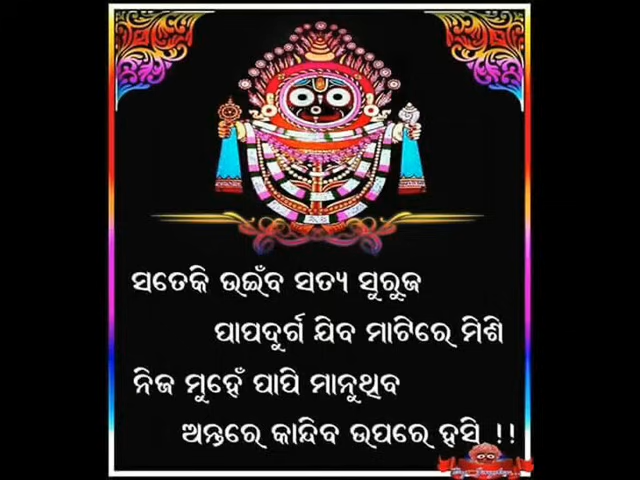 ସତେକି ଉଇଁବ ସତ୍ୟ ସୁରୁଜ
ପାପଦୁର୍ଗ ଯିବ ମାଟିରେ ମିଶି
ନିଜ ମୁହେଁ ପାପି ମାନୁଥିବ
ଅନ୍ତରେ କାନ୍ଦିବ ଉପରେ ହସି !!